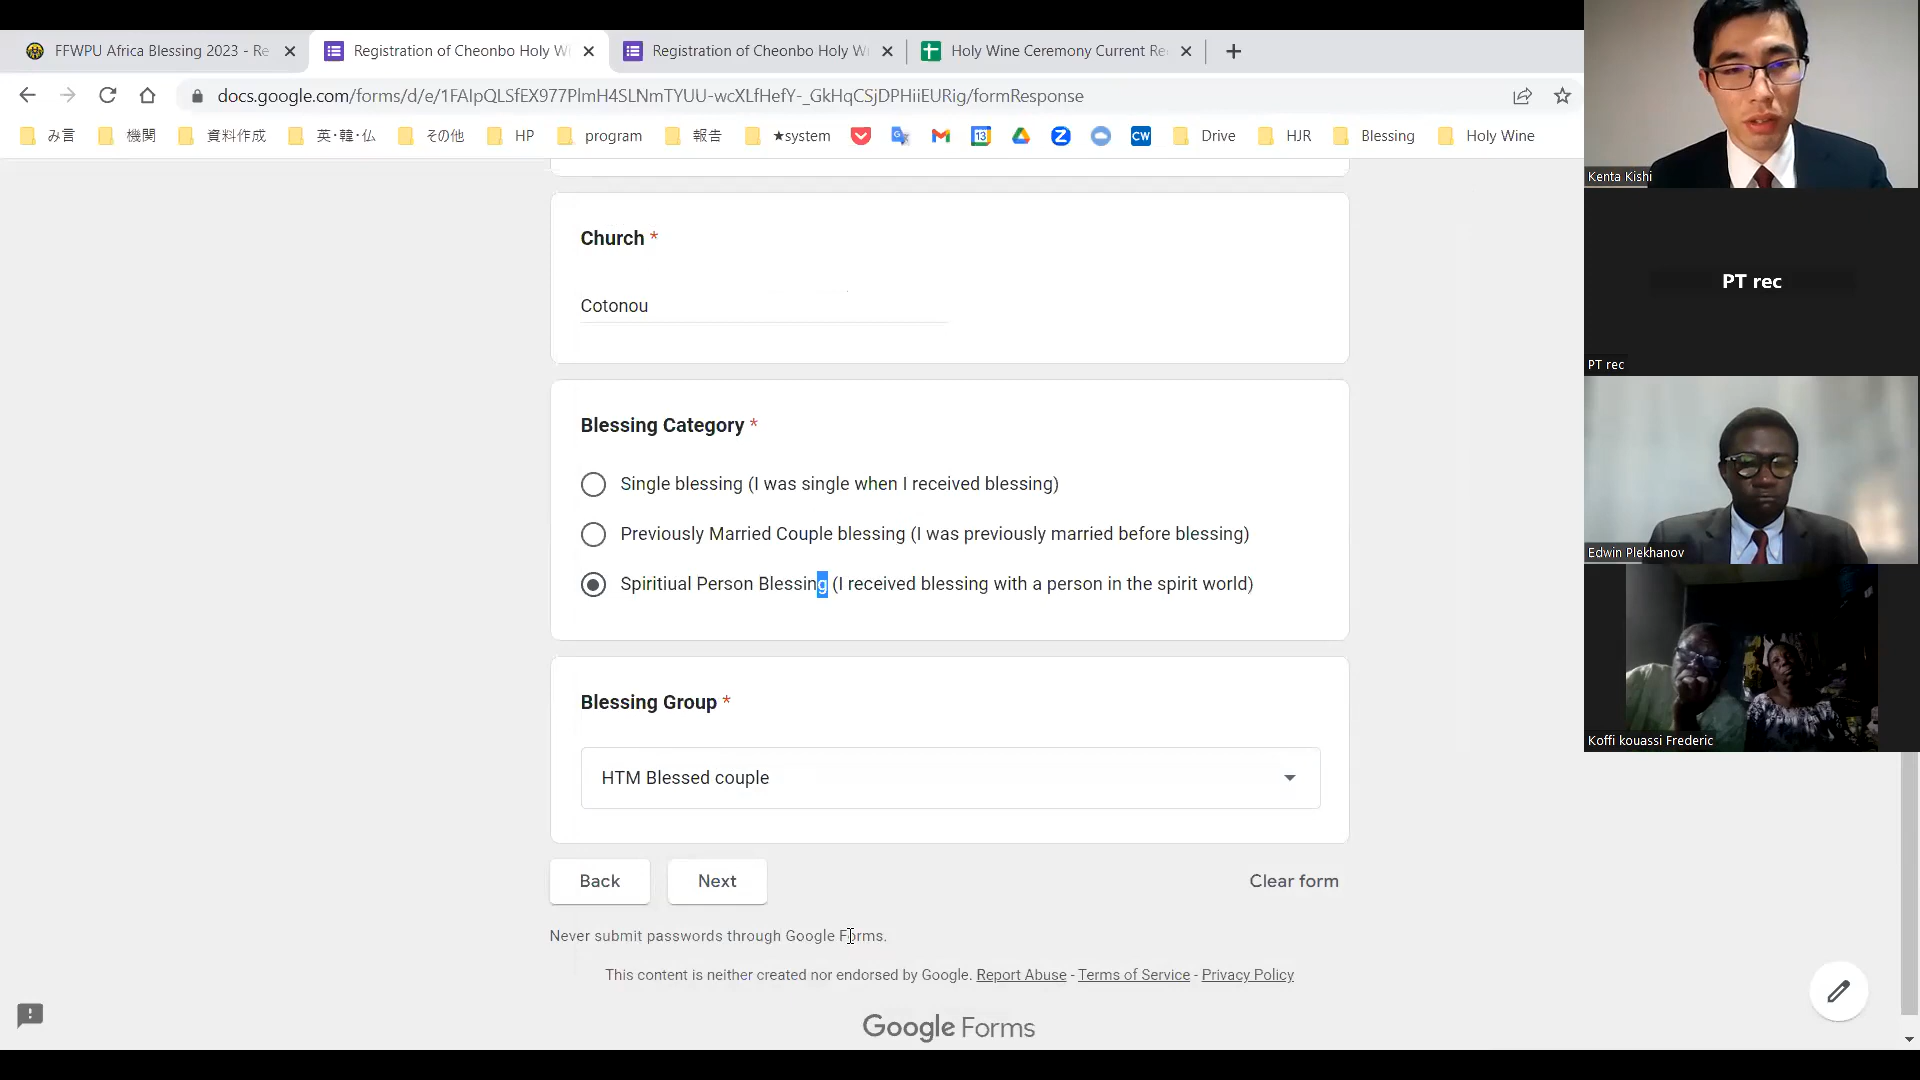 FFWPU Africa Blessing 2023 - Re
Registration of Cheonbo Holy Wi
Registration of Cheonbo Holy Wi
Holy Wine Ceremony Current Re
docs.google.com/forms/d/e/1FAIpQLSfEX977PlmH4SLNmTYUU-wcXLfHefY-_GkHqCSjDPHiiEURig/formResponse
み言
機関
資料作成
英・韓・仏
その他
HP
program
報告
★system
13
CW
Drive
HJR
Blessing
Holy Wine
Church *
Cotonou
Blessing Category *
Single blessing (I was single when I received blessing)
Previously Married Couple blessing (I was previously married before blessing)
Spiritiual Person Blessing (I received blessing with a person in the spirit world)
Blessing Group *
HTM Blessed couple
Back
Next
Clear form
Never submit passwords through Google Forms.
This content is neither created nor endorsed by Google. Report Abuse - Terms of Service - Privacy Policy
Google Forms
Kenta Kishi
PT rec
PT rec
Edwin Plekhanov
Koffi kouassi Frederic